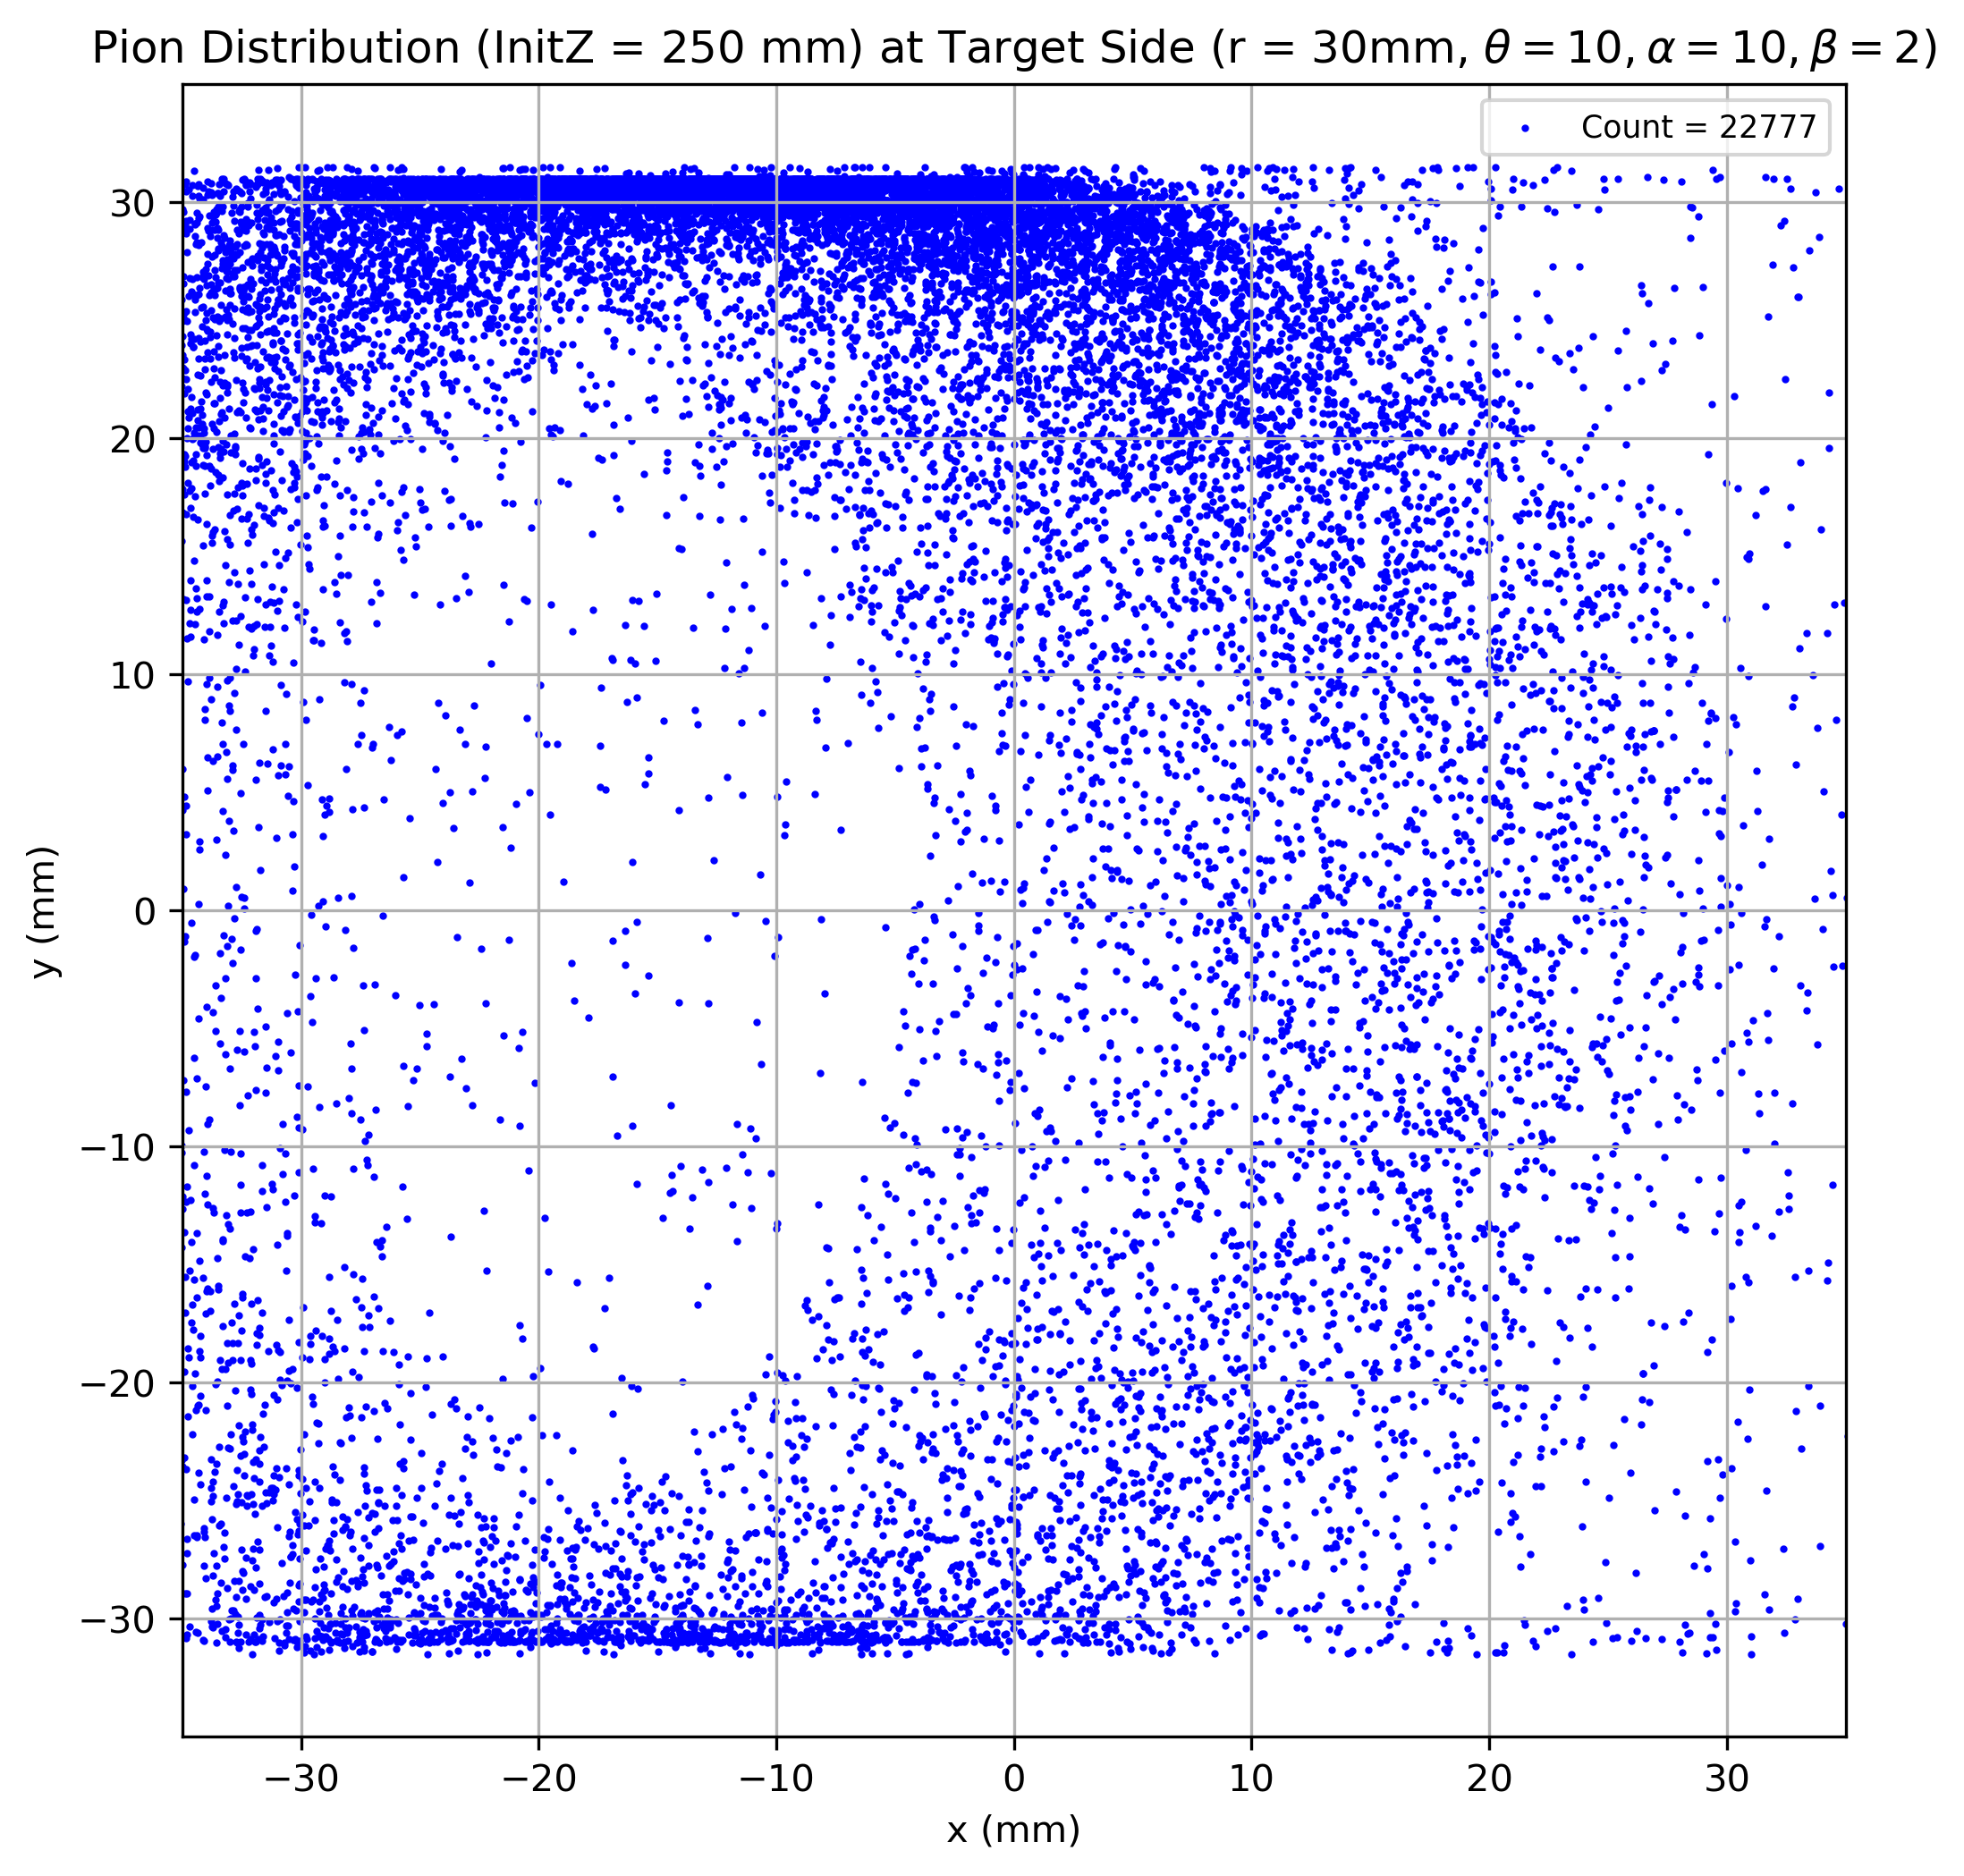 Pion Distribution (InitZ = 250 mm) at Target Side (r = 30mm, θ = 10, α = 10, β = 2)
Count = 22777
30
20
10
0
−10
−20
−30
y (mm)
−30 −20 −10 0 10 20 30
x (mm)